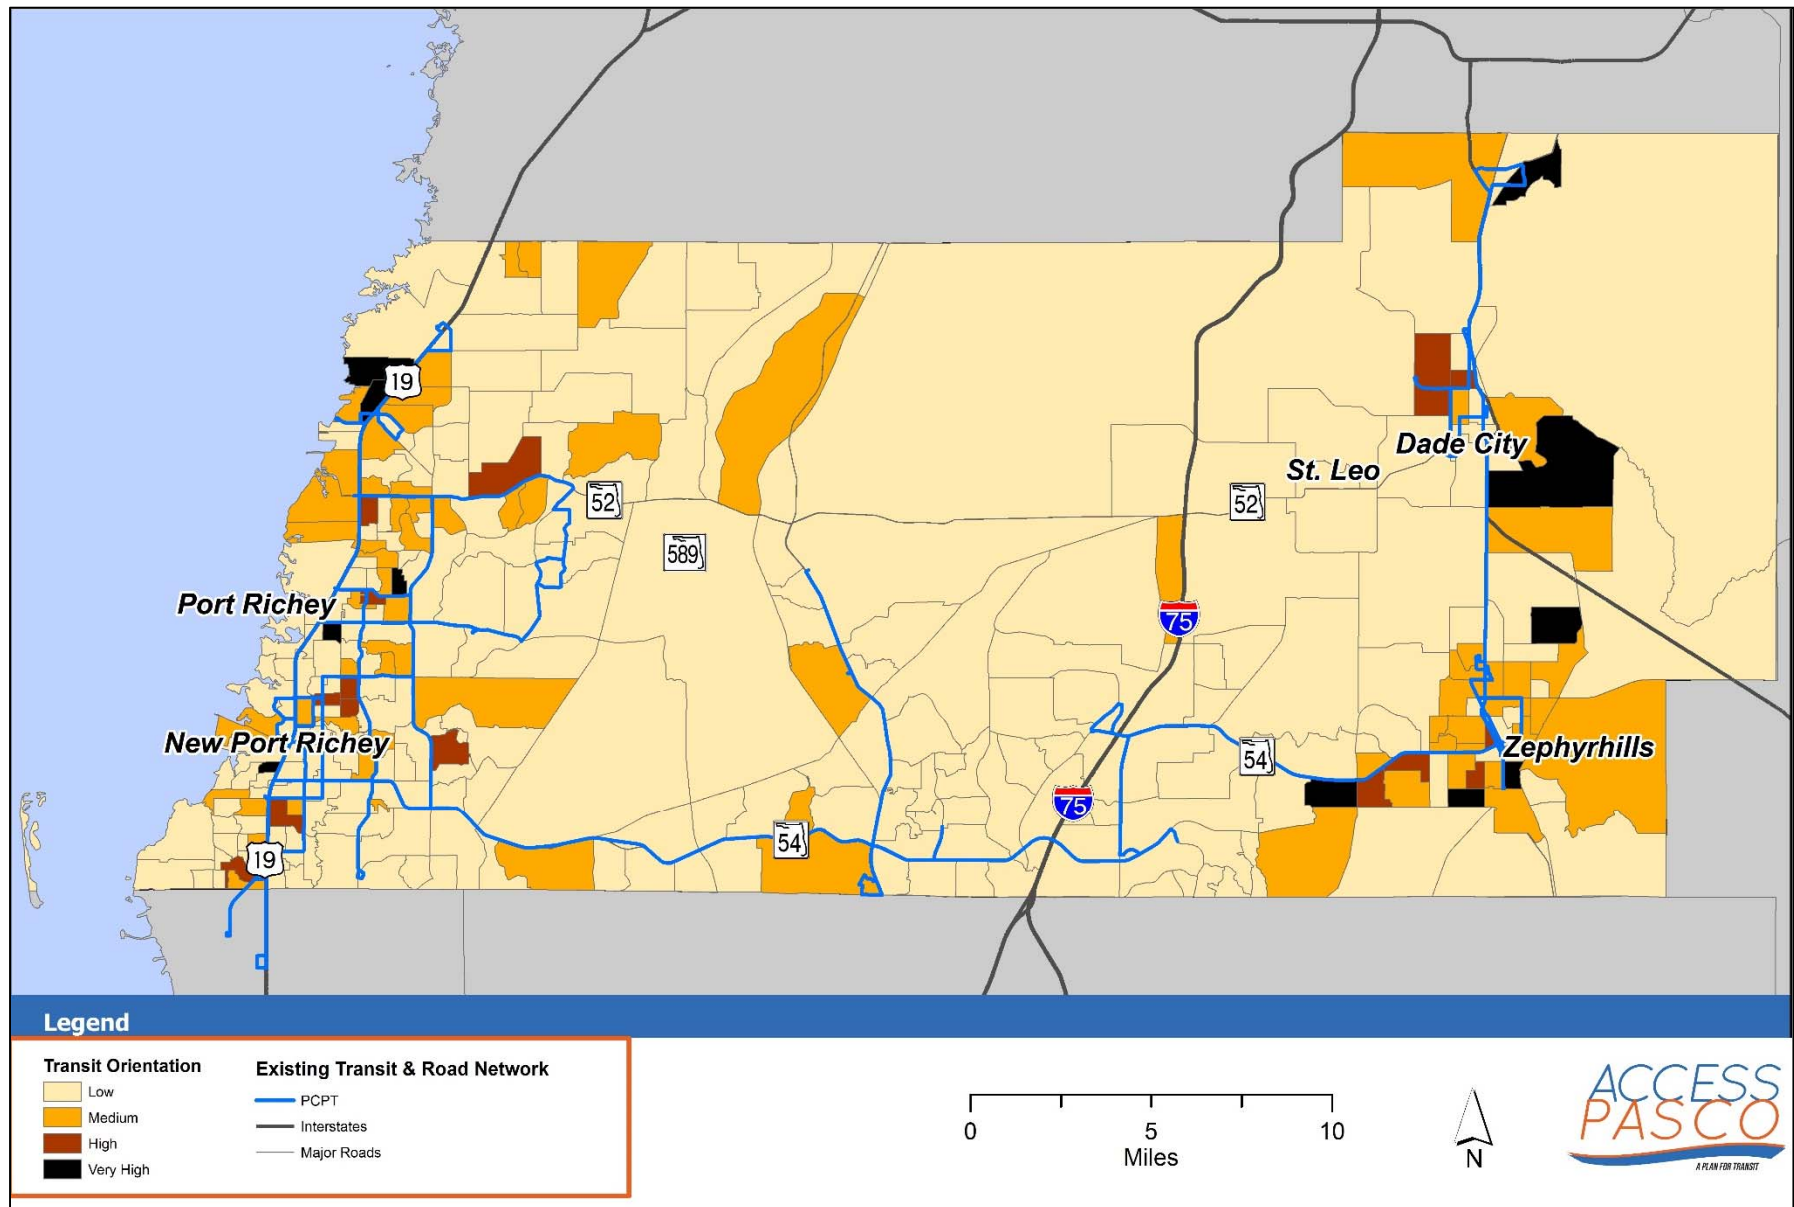 19
52
52
Dade City
St. Leo
589
Port Richey
75
New Port Richey
Zephyrhills
54
75
54
19
Legend
Transit Orientation
Low
Medium
High
Very High
Existing Transit & Road Network
PCPT
Interstates
Major Roads
0 5 10
Miles
N
ACCESS
PASCO
A PLAN FOR TRANSIT